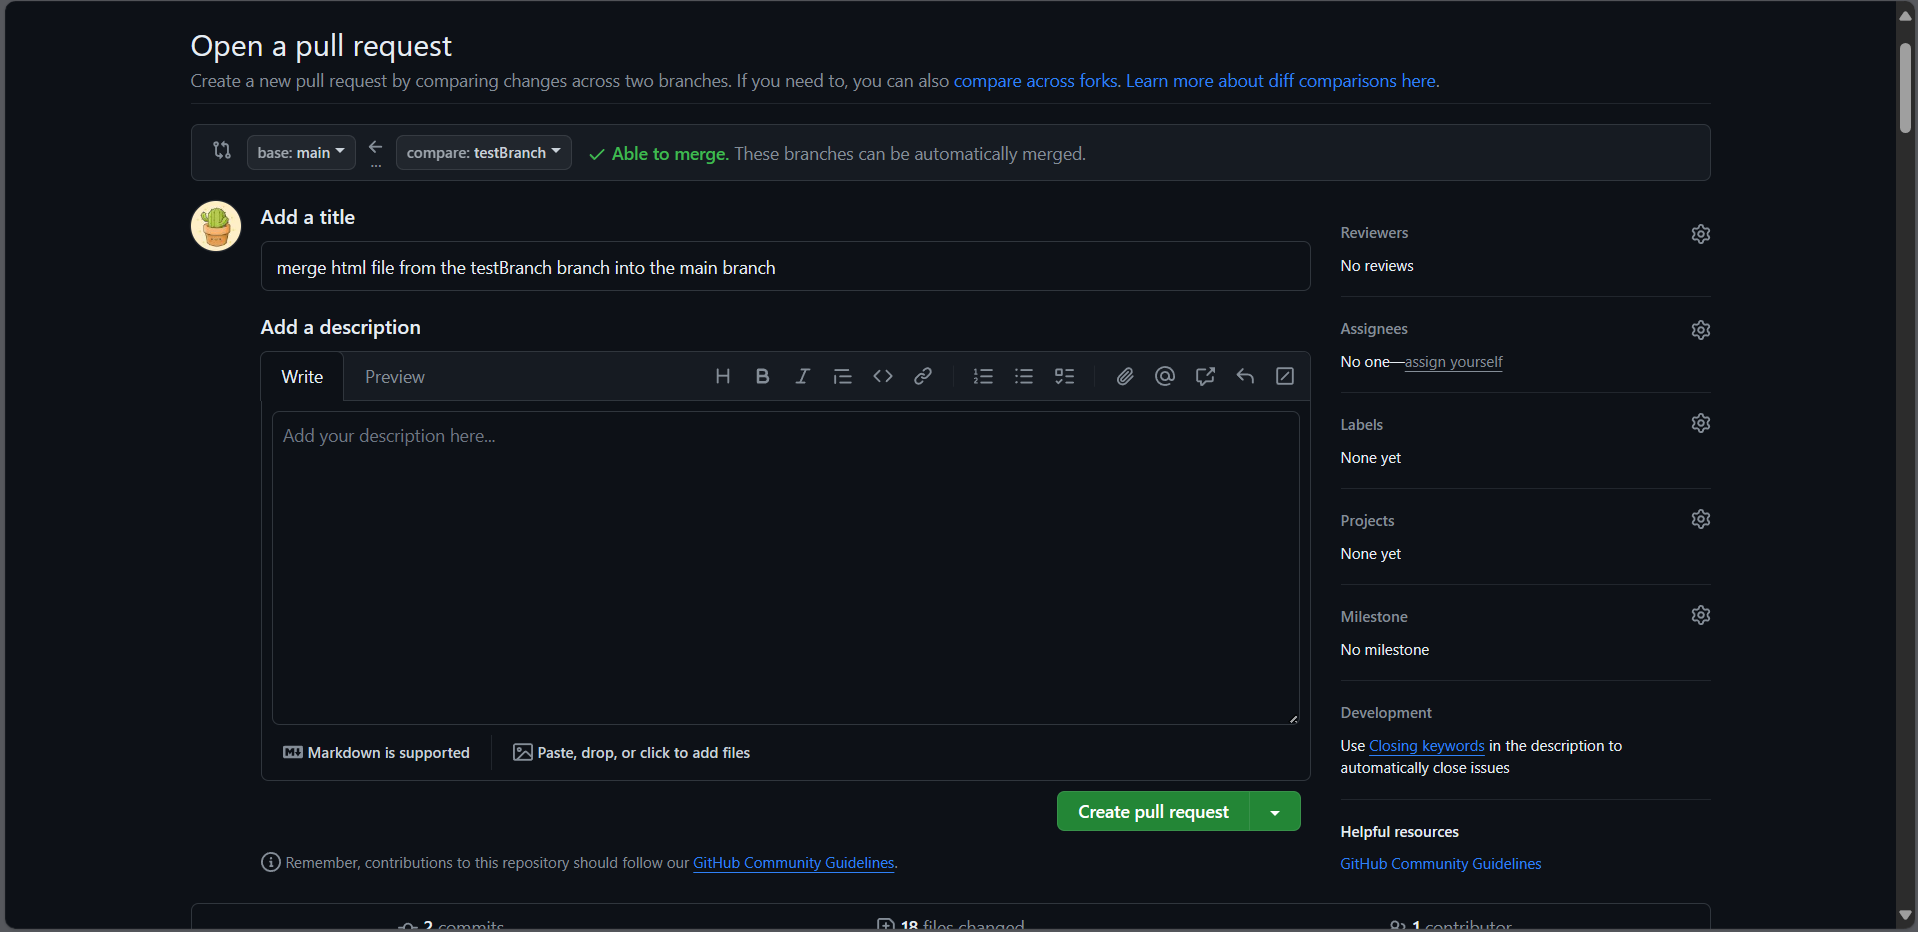 Open a pull request
Create a new pull request by comparing changes across two branches. If you need to, you can also compare across forks. Learn more about diff comparisons here.
base: main
...
compare: testBranch
Able to merge. These branches can be automatically merged.
Add a title
merge html file from the testBranch branch into the main branch
Add a description
Write
Preview
Add your description here...
Markdown is supported
Paste, drop, or click to add files
Create pull request
Remember, contributions to this repository should follow our GitHub Community Guidelines.
Reviewers
No reviews
Assignees
No one—assign yourself
Labels
None yet
Projects
None yet
Milestone
No milestone
Development
Use Closing keywords in the description to
automatically close issues
Helpful resources
GitHub Community Guidelines
2 commits
18 files changed
1 contributor